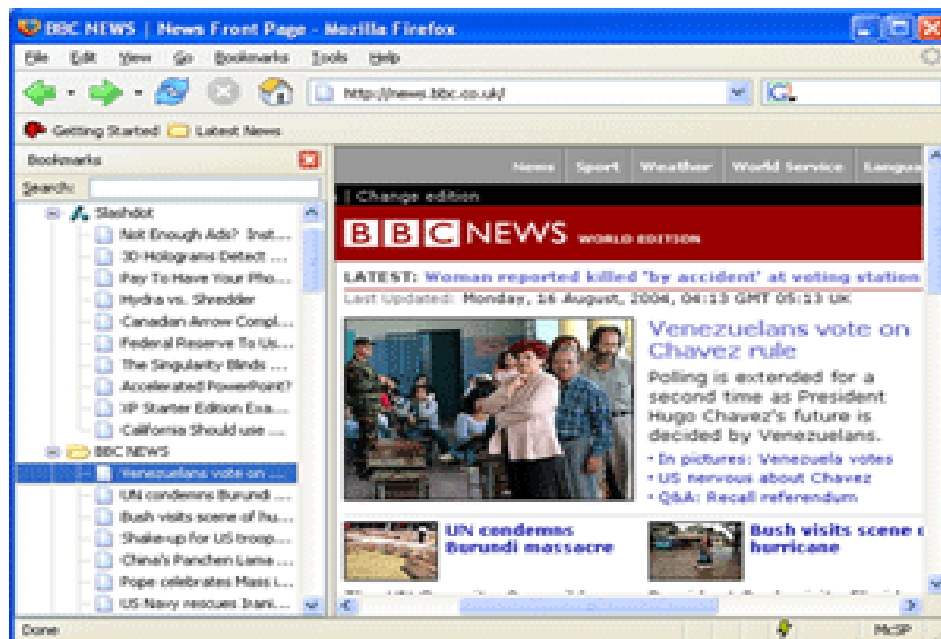 BBC NEWS | News Front Page - Mozilla Firefox
File Edit View Go Bookmarks Tools Help
http://news.bbc.co.uk/
G
Getting Started Latest News
Bookmarks
Search:
Slashdot
Not Enough Ads? Inst...
3D Holograms Detect ...
Pay To Have Your Pho...
Hydra vs. Shredder
Canadian Arrow Compl...
Federal Reserve To Us...
The Singularity Blinds ...
Accelerated PowerPoint?
XP Starter Edition Exa...
California Should use ...
BBC NEWS
Venezuelans vote on ...
UN condemns Burundi ...
Bush visits scene of hu...
Shake-up for US troop...
China's Panchen Lama ...
Pope celebrates Mass i...
US Navy rescues Irani...
News Sport Weather World Service Langua
s | Change edition
BBC NEWS WORLD EDITION
LATEST: Woman reported killed 'by accident' at voting station
Last Updated: Monday, 16 August, 2004, 04:13 GMT 05:13 UK
Venezuelans vote on
Chavez rule
Polling is extended for a
second time as President
Hugo Chavez's future is
decided by Venezuelans.
• In pictures: Venezuela votes
• US nervous about Chavez
• Q&A: Recall referendum
UN condemns
Burundi massacre
Bush visits scene o
hurricane
Done
McSP